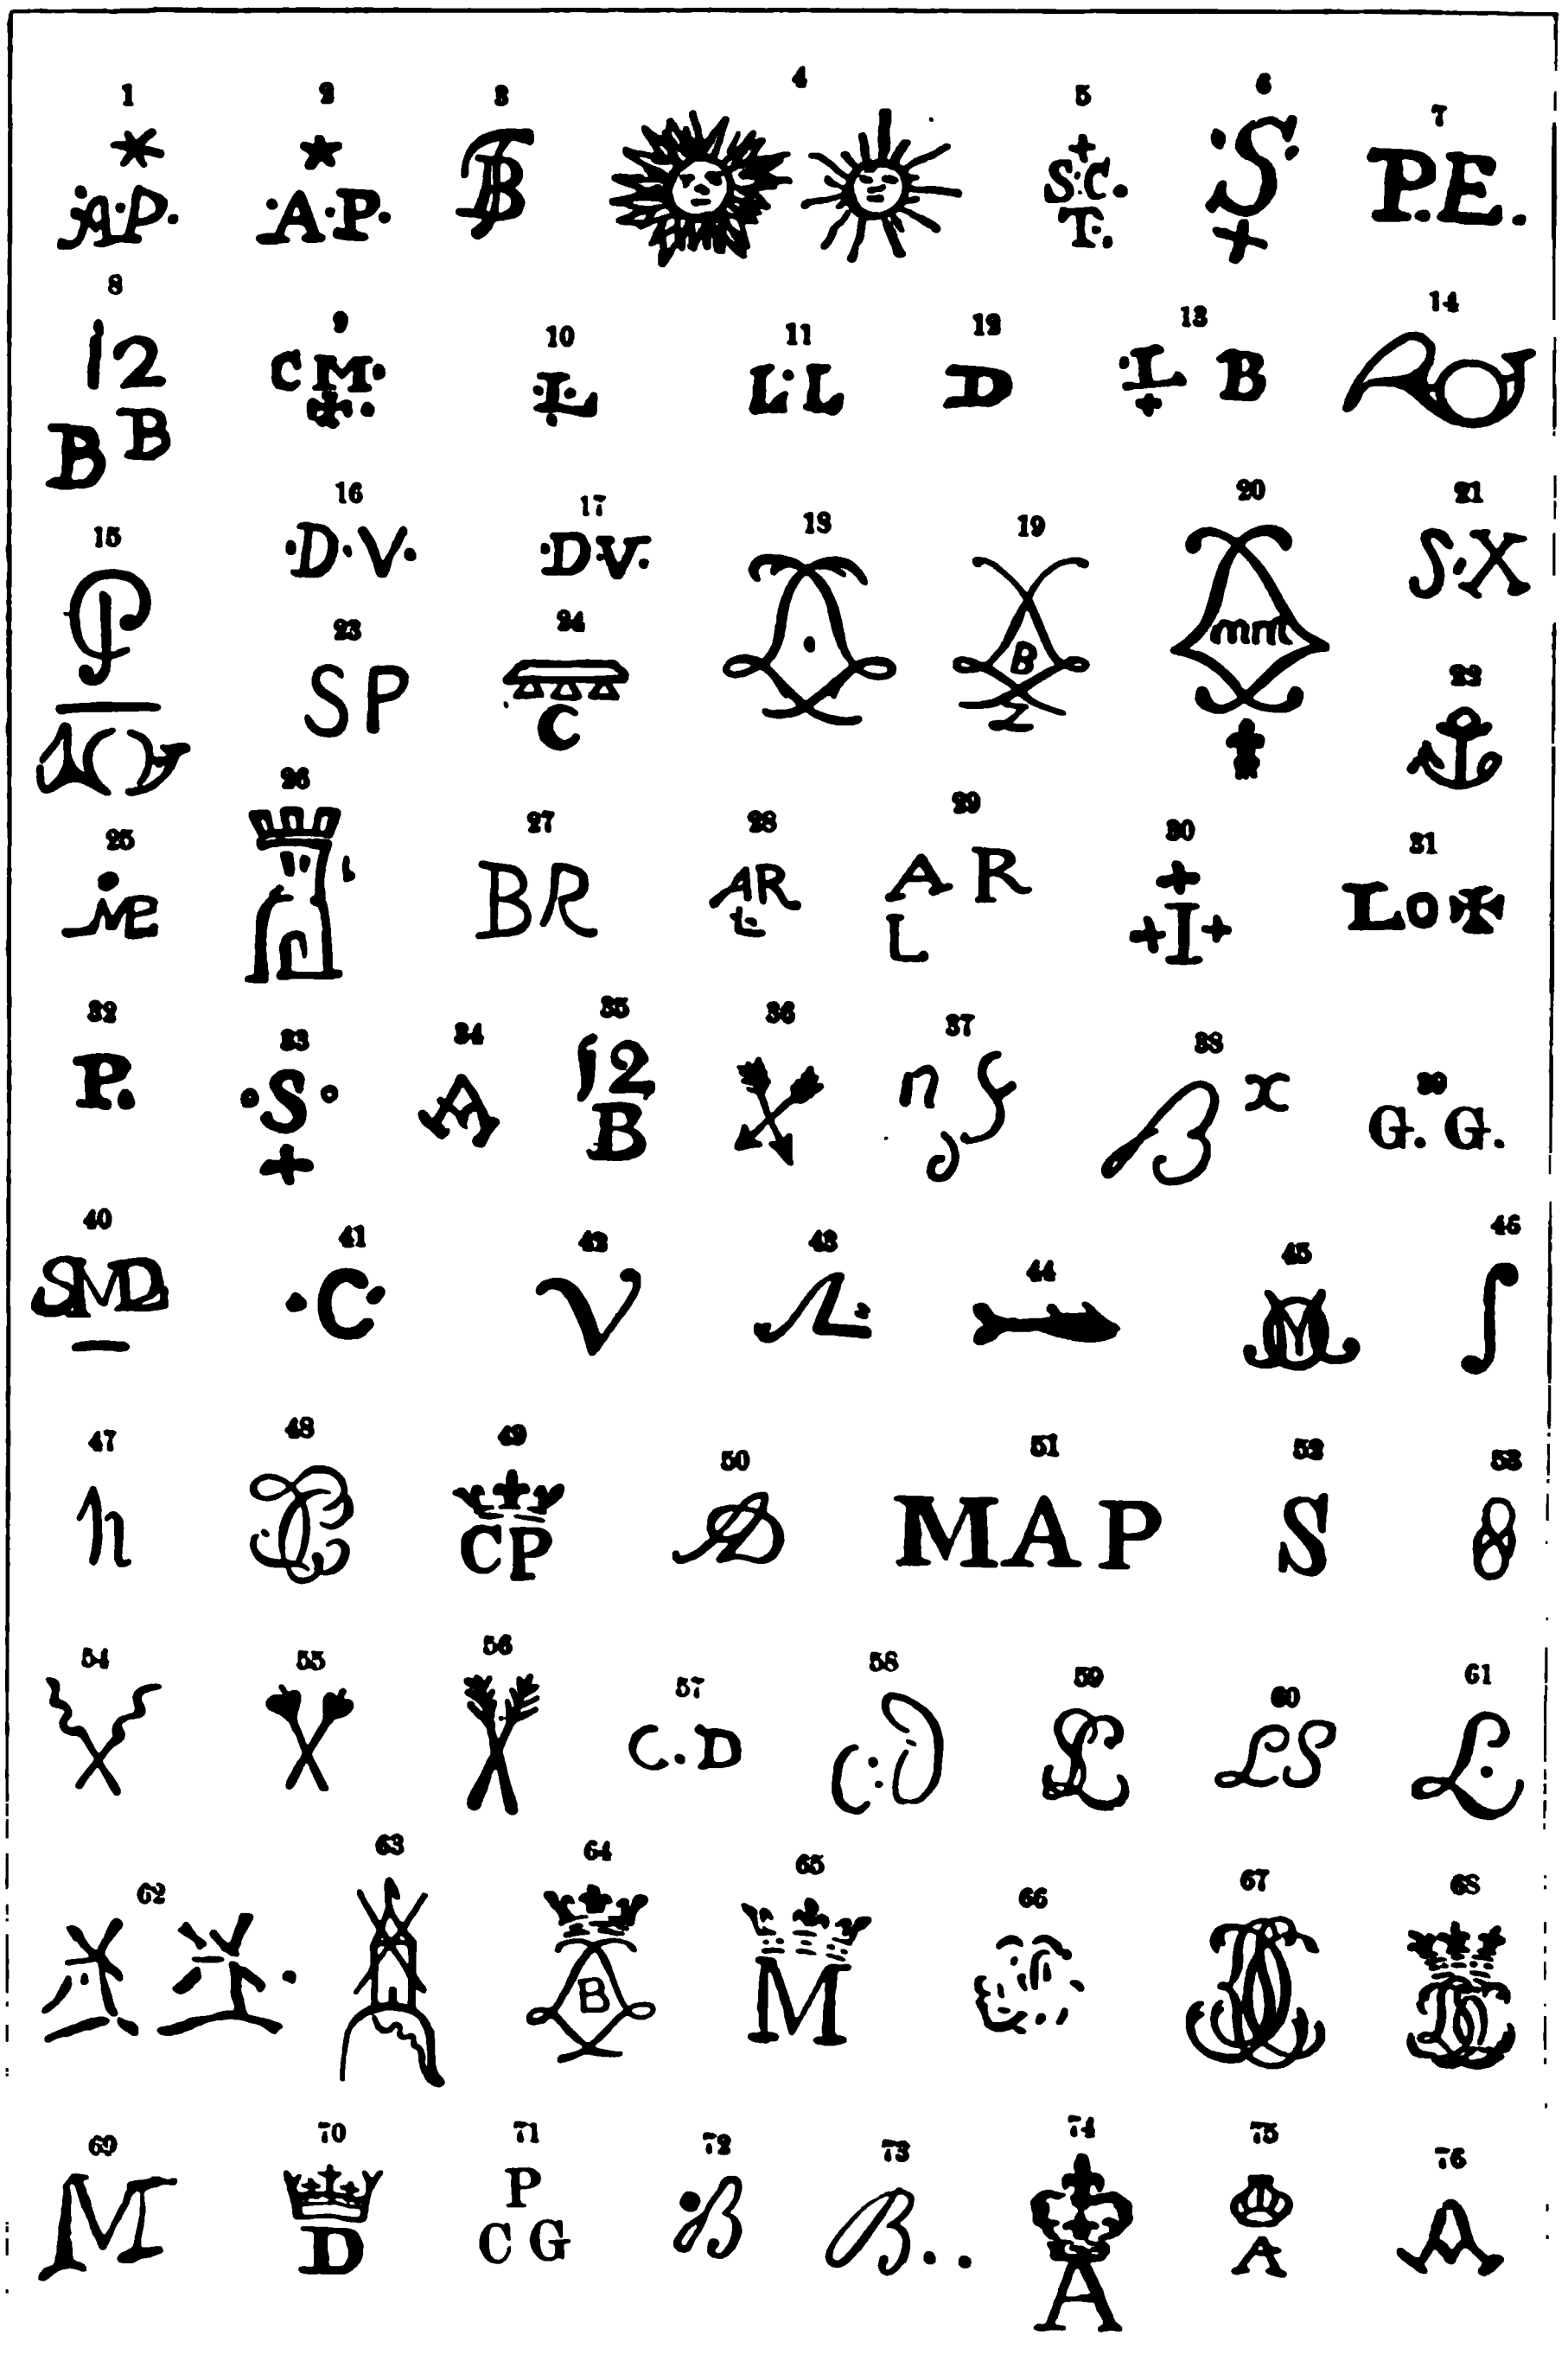 1 2 3 4 5 6 7
A.P. A.P. TB S.C. S P.E.
T.
8 9 10 11 12 13 14
12 CM L L.L D L B
B B
15 16 17 18 19 20 21
P D.V. D.V. B mm S.X
22 23 24
SP C
25 26 27 28 29 30 31
BR AR A R I Lo
L L
32 33 34 35 36 37 38 39
P. S A 12 n S B x G. G.
B
40 41 42 43 44 45 46
SMD C V
47 48 49 50 51 52 53
h CP MAP S 8
54 55 56 57 58 59 60 61
C.D C:D LS L
62 63 64 65 66 67 68
B M
69 70 71 72 73 74 75 76
M D P B B.. A A A
C G